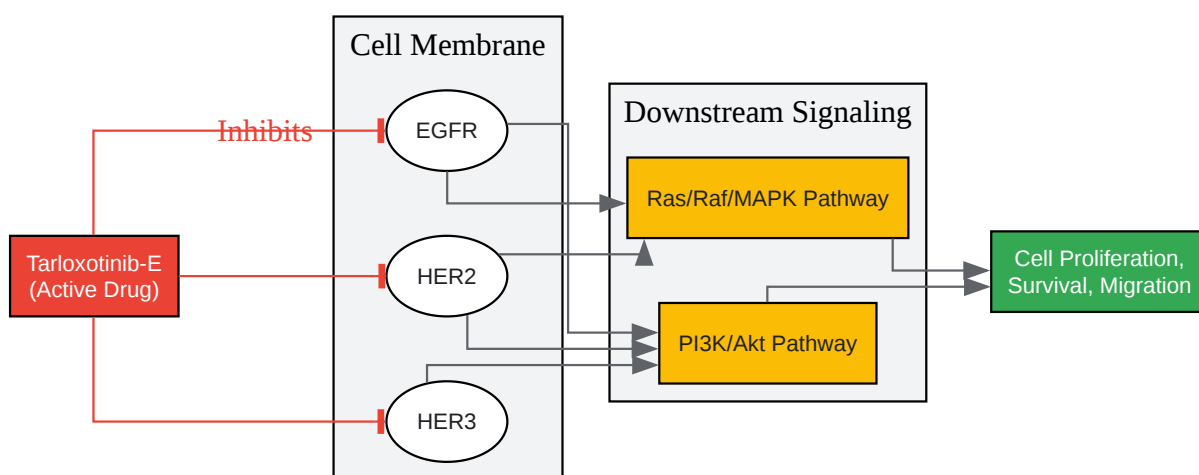 Cell Membrane
Downstream Signaling
Inhibits
EGFR
Ras/Raf/MAPK Pathway
Tarloxotinib-E
(Active Drug)
HER2
Cell Proliferation,
Survival, Migration
PI3K/Akt Pathway
HER3